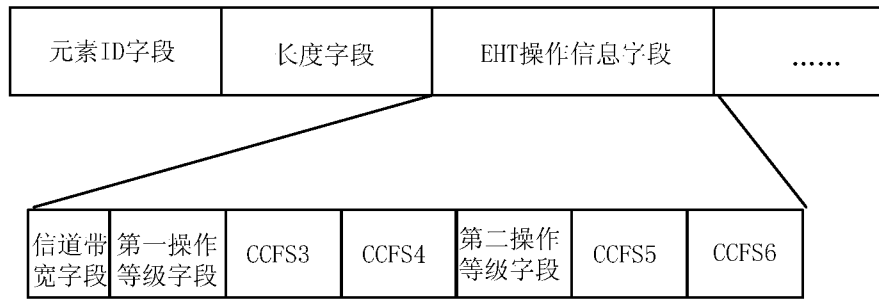 元素ID字段
长度字段
EHT操作信息字段
......
信道带
宽字段
第一操作
等级字段
CCFS3
CCFS4
第二操作
等级字段
CCFS5
CCFS6